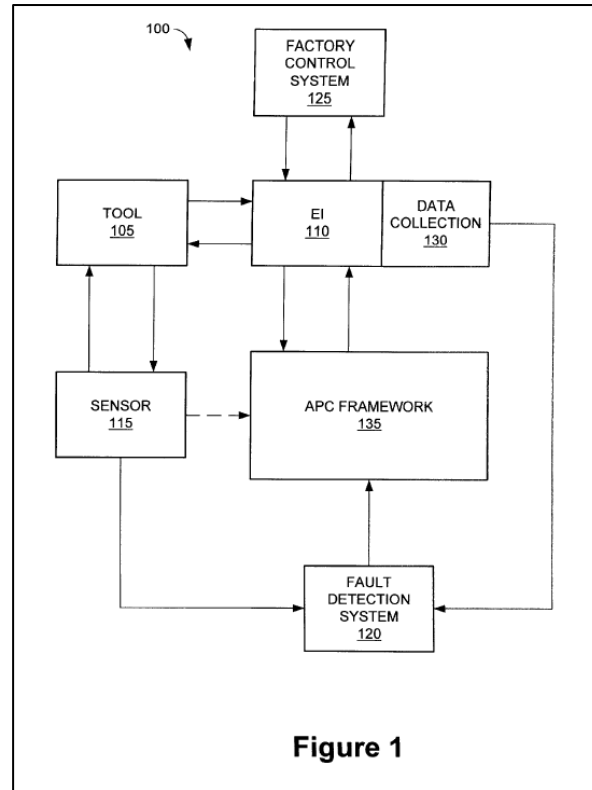 100
FACTORY
CONTROL
SYSTEM
125
TOOL
105
EI
110
DATA
COLLECTION
130
SENSOR
115
APC FRAMEWORK
135
FAULT
DETECTION
SYSTEM
120
Figure 1